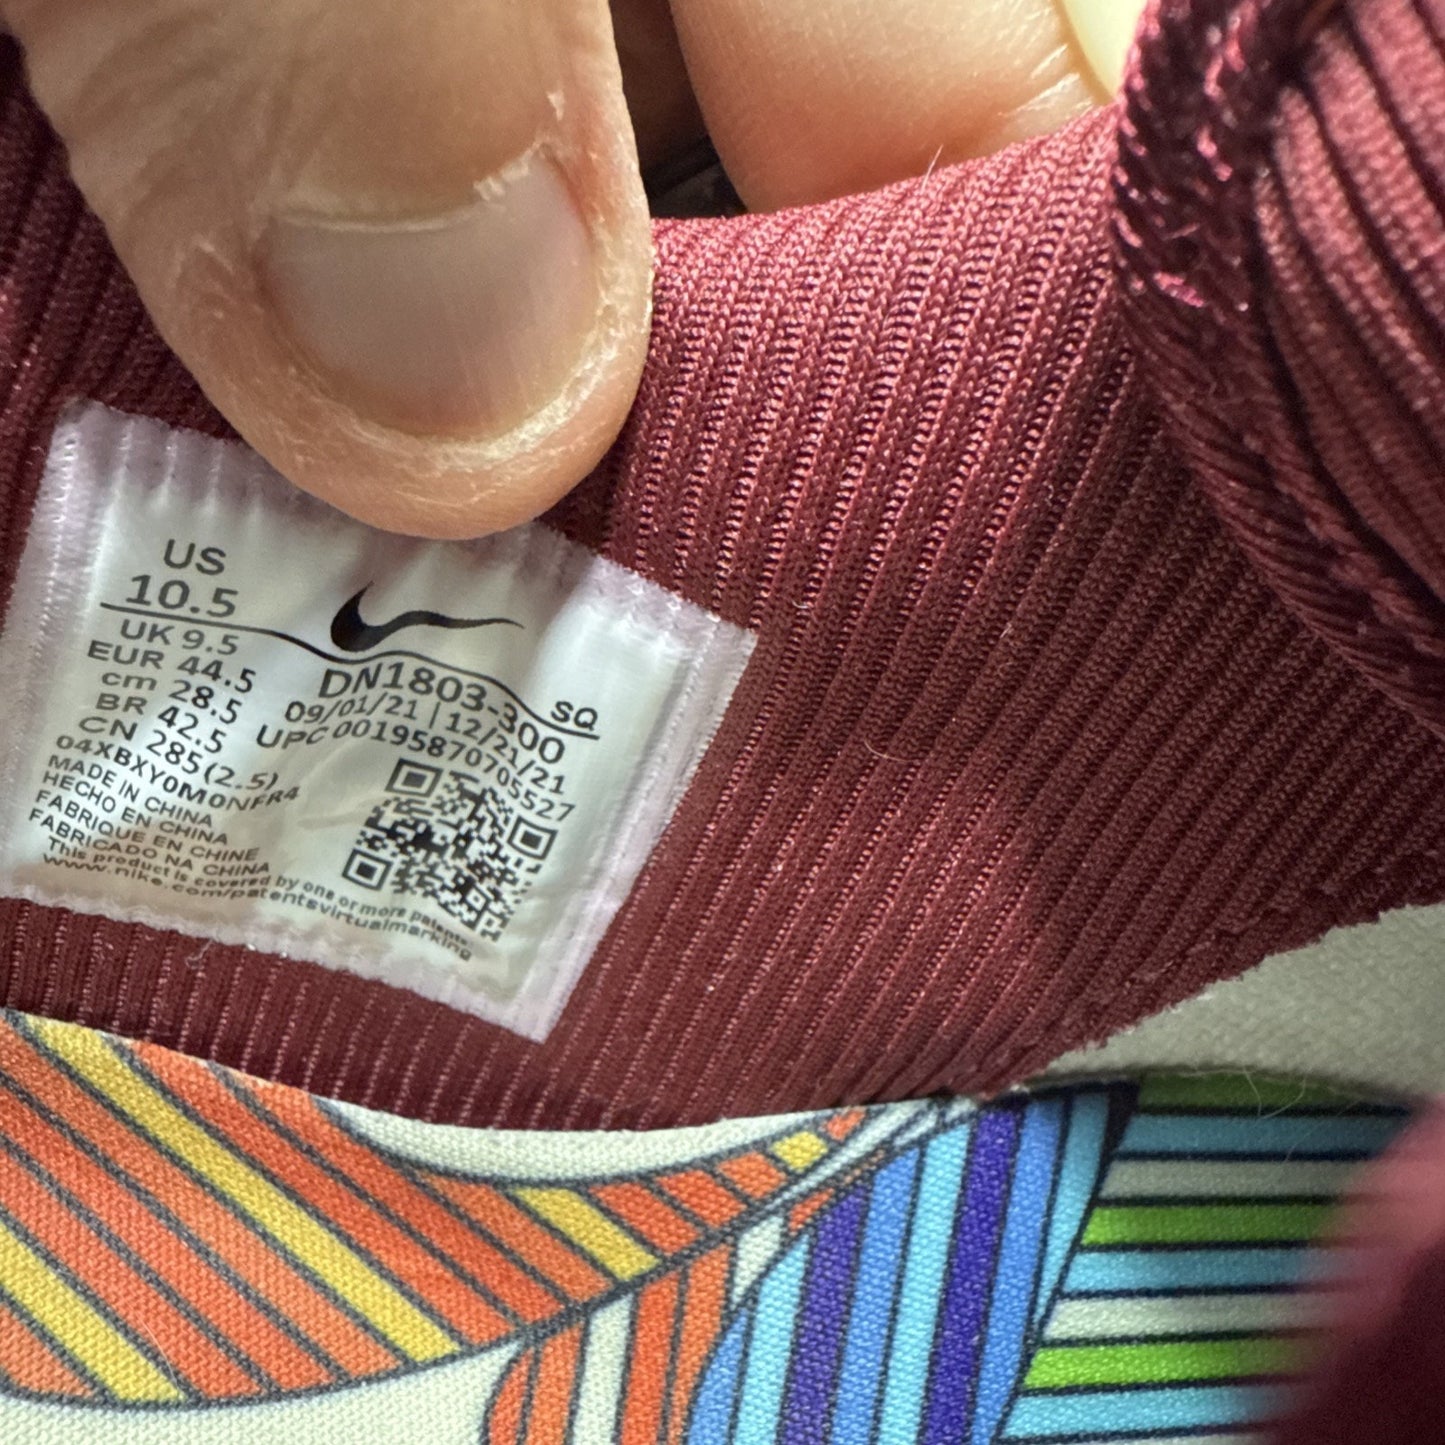 US
10.5
UK 9.5
EUR 44.5
cm 28.5
BR 42.5
CN 285(2.5)
04XBXY0M0NFR4
MADE IN CHINA
HECHO EN CHINA
FABRIQUE EN CHINE
FABRICADO NA CHINA
This product is covered by one or more patents:
www.nike.com/patentsvirtualmarking
DN1803-300 SQ
09/01/21 | 12/21/21
UPC 00195870705527